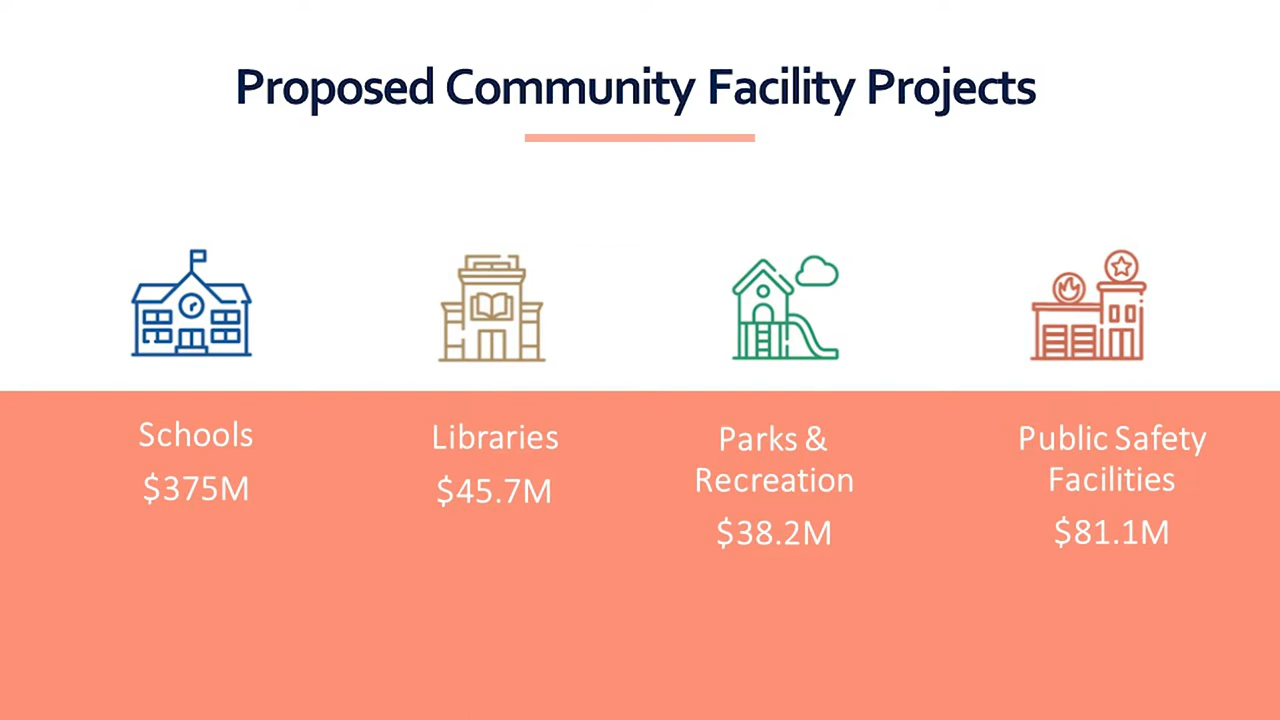 Proposed Community Facility Projects
Schools
$375M
Libraries
$45.7M
Parks &
Recreation
$38.2M
Public Safety
Facilities
$81.1M